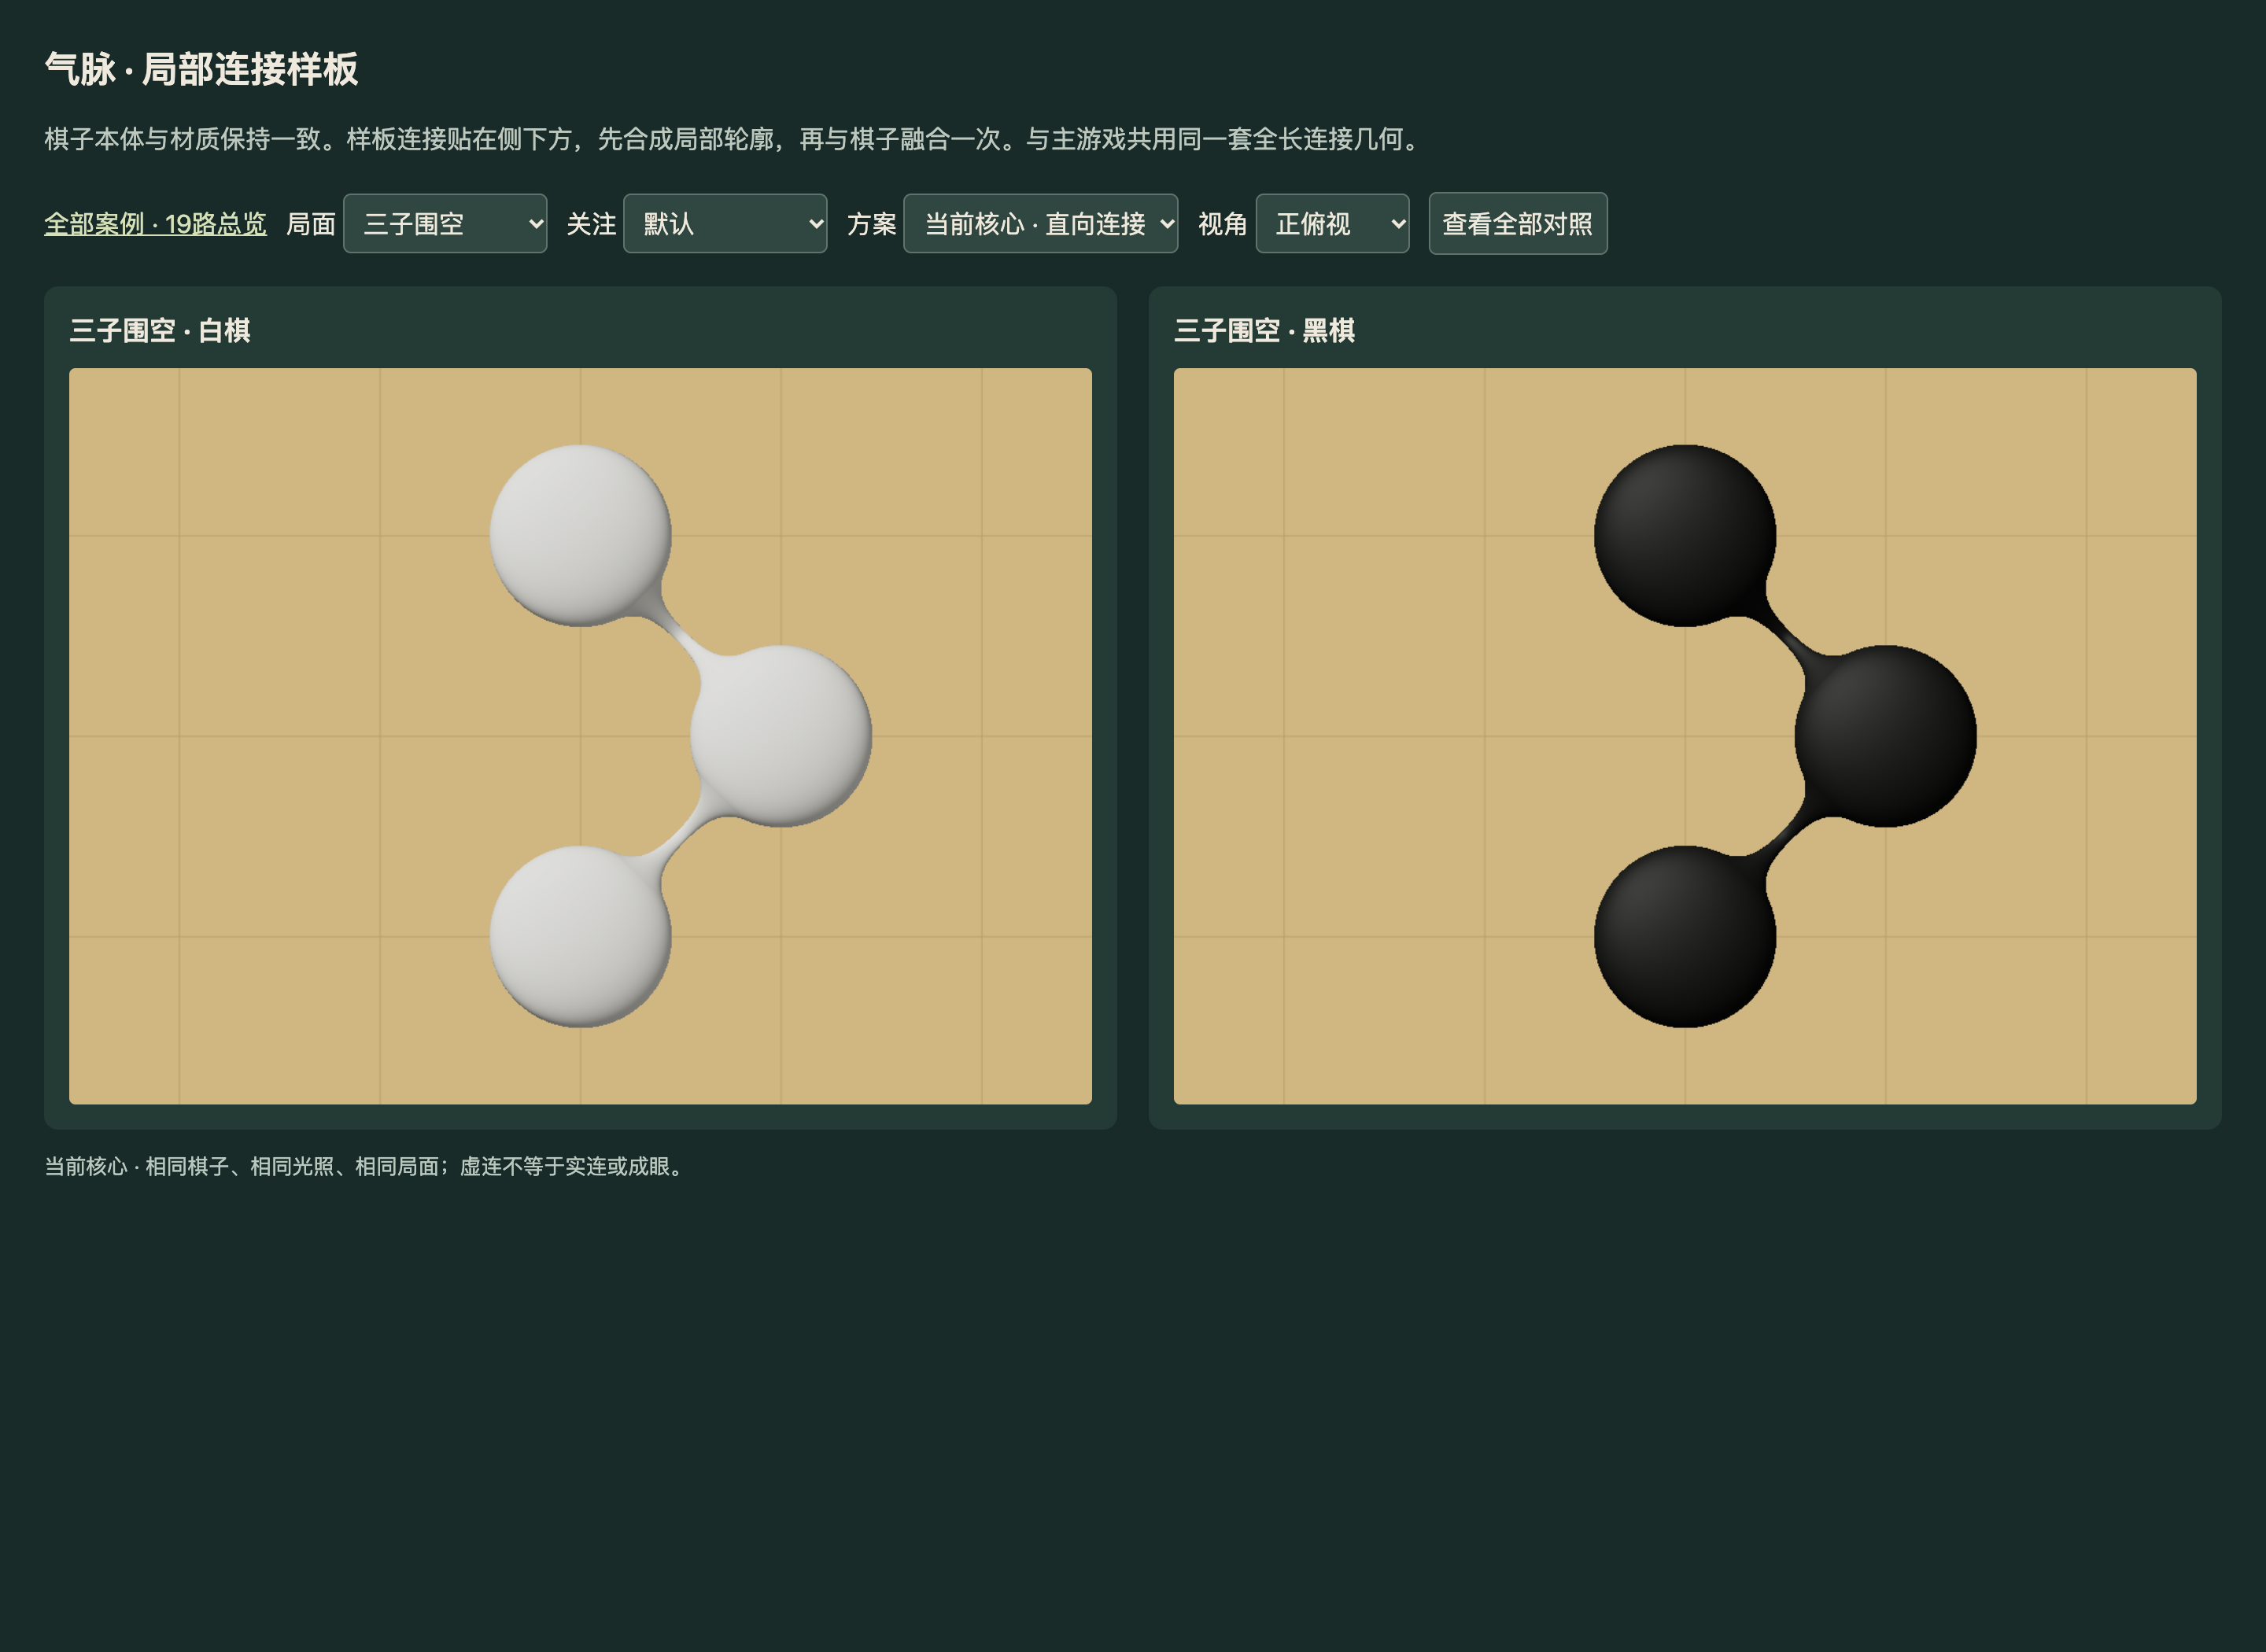 气脉 · 局部连接样板
棋子本体与材质保持一致。样板连接贴在侧下方，先合成局部轮廓，再与棋子融合一次。与主游戏共用同一套全长连接几何。
全部案例 · 19路总览 局面 三子围空 关注 默认 方案 当前核心 · 直向连接 视角 正俯视 查看全部对照
三子围空 · 白棋
三子围空 · 黑棋
当前核心 · 相同棋子、相同光照、相同局面；虚连不等于实连或成眼。